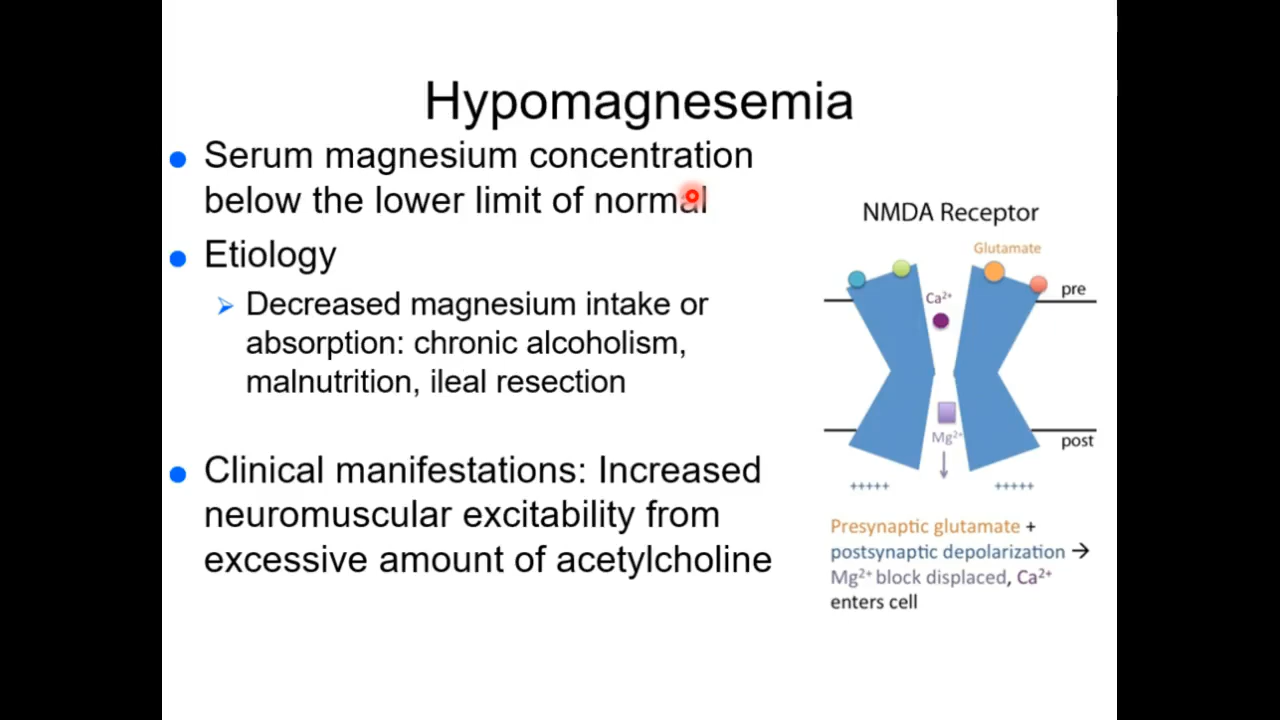 Hypomagnesemia
Serum magnesium concentration
below the lower limit of normal
Etiology
Decreased magnesium intake or
absorption: chronic alcoholism,
malnutrition, ileal resection
Clinical manifestations: Increased
neuromuscular excitability from
excessive amount of acetylcholine
NMDA Receptor
Glutamate
pre
Ca²⁺
Mg²⁺
post
+++++ +++++
Presynaptic glutamate +
postsynaptic depolarization →
Mg²⁺ block displaced, Ca²⁺
enters cell